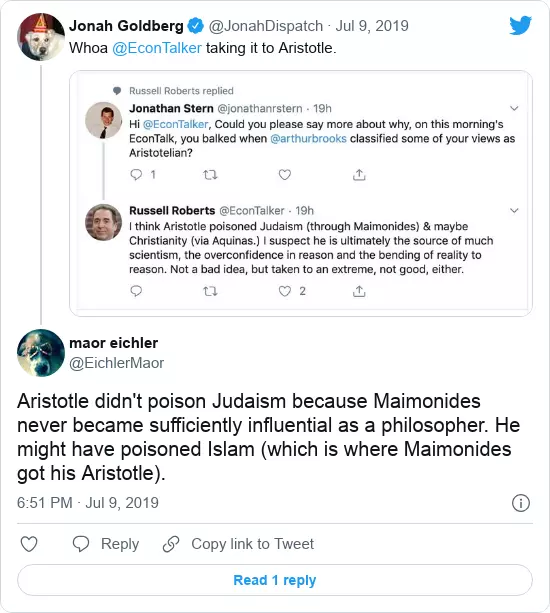 Jonah Goldberg @JonahDispatch · Jul 9, 2019
Whoa @EconTalker taking it to Aristotle.
Russell Roberts replied
Jonathan Stern @jonathanrstern · 19h
Hi @EconTalker, Could you please say more about why, on this morning's
EconTalk, you balked when @arthurbrooks classified some of your views as
Aristotelian?
1
Russell Roberts @EconTalker · 19h
I think Aristotle poisoned Judaism (through Maimonides) & maybe
Christianity (via Aquinas.) I suspect he is ultimately the source of much
scientism, the overconfidence in reason and the bending of reality to
reason. Not a bad idea, but taken to an extreme, not good, either.
2
maor eichler
@EichlerMaor
Aristotle didn't poison Judaism because Maimonides
never became sufficiently influential as a philosopher. He
might have poisoned Islam (which is where Maimonides
got his Aristotle).
6:51 PM · Jul 9, 2019
Reply Copy link to Tweet
Read 1 reply